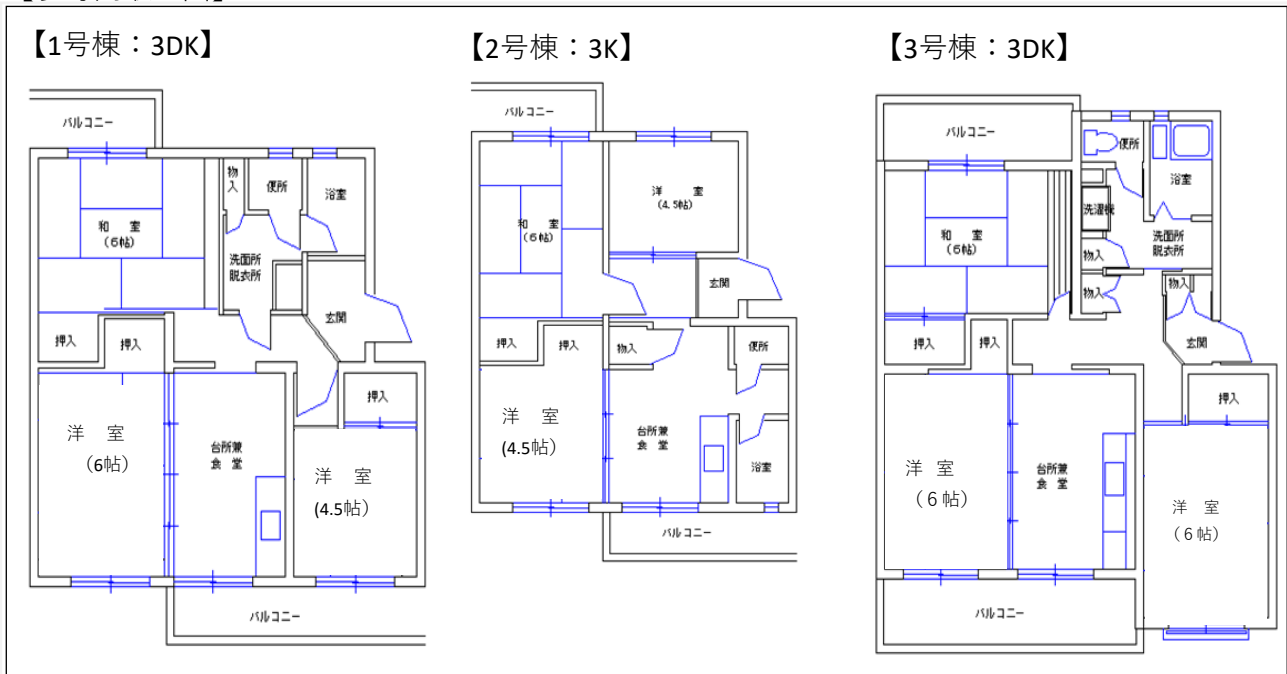 【1号棟：3DK】
バルコニー
物入
便所
浴室
和 室
(6帖)
洗面所
脱衣所
玄関
押入
押入
押入
洋 室
(6帖)
台所兼
食 堂
洋 室
(4.5帖)
バルコニー
【2号棟：3K】
バルコニー
洋 室
(4.5帖)
和 室
(6帖)
玄関
押入
押入
物入
便所
洋 室
(4.5帖)
台所兼
食 堂
浴室
バルコニー
【3号棟：3DK】
バルコニー
便所
浴室
洗濯機
和 室
(6帖)
洗面所
脱衣所
物入
物入
物入
玄関
押入
押入
押入
洋 室
(6帖)
台所兼
食 堂
洋 室
(6帖)
バルコニー